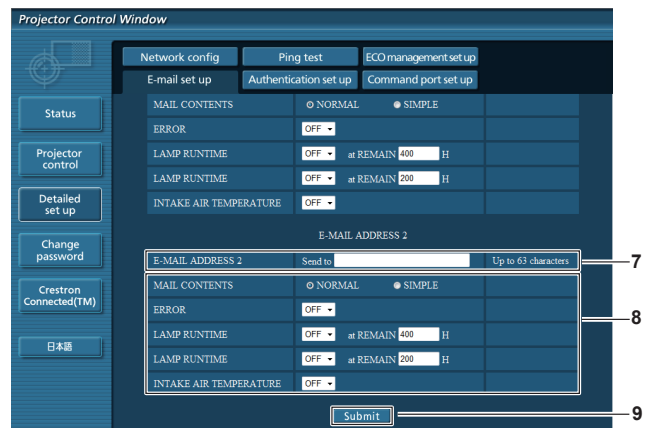 Projector Control Window
Network config Ping test ECO management set up
E-mail set up Authentication set up Command port set up
Status
Projector control
Detailed set up
Change password
Crestron Connected(TM)
日本語
MAIL CONTENTS NORMAL SIMPLE
ERROR OFF
LAMP RUNTIME OFF at REMAIN 400 H
LAMP RUNTIME OFF at REMAIN 200 H
INTAKE AIR TEMPERATURE OFF
E-MAIL ADDRESS 2
E-MAIL ADDRESS 2 Send to Up to 63 characters 7
MAIL CONTENTS NORMAL SIMPLE
ERROR OFF 8
LAMP RUNTIME OFF at REMAIN 400 H
LAMP RUNTIME OFF at REMAIN 200 H
INTAKE AIR TEMPERATURE OFF
Submit 9